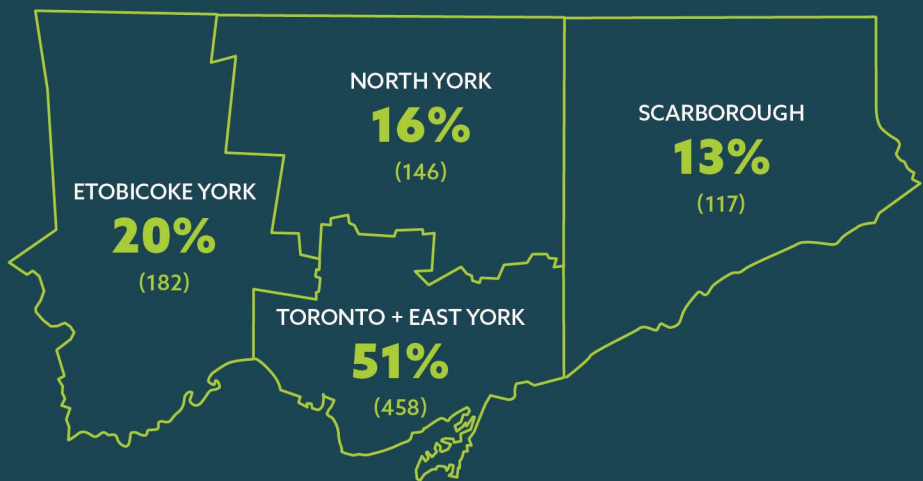 NORTH YORK
16%
(146)
SCARBOROUGH
13%
(117)
ETOBICOKE YORK
20%
(182)
TORONTO + EAST YORK
51%
(458)